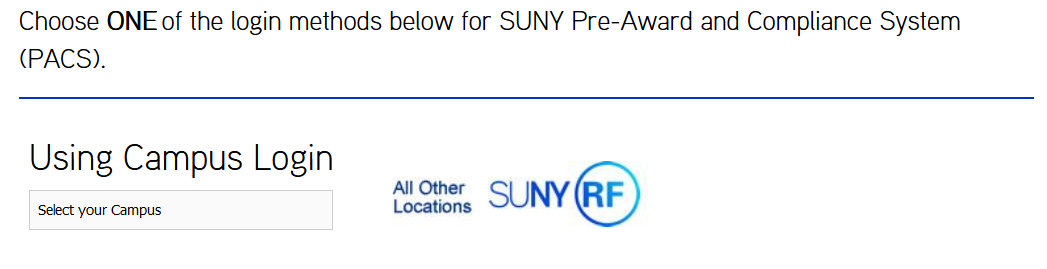 Choose ONE of the login methods below for SUNY Pre-Award and Compliance System
(PACS).
Using Campus Login
Select your Campus
All Other
Locations
SUNY RF